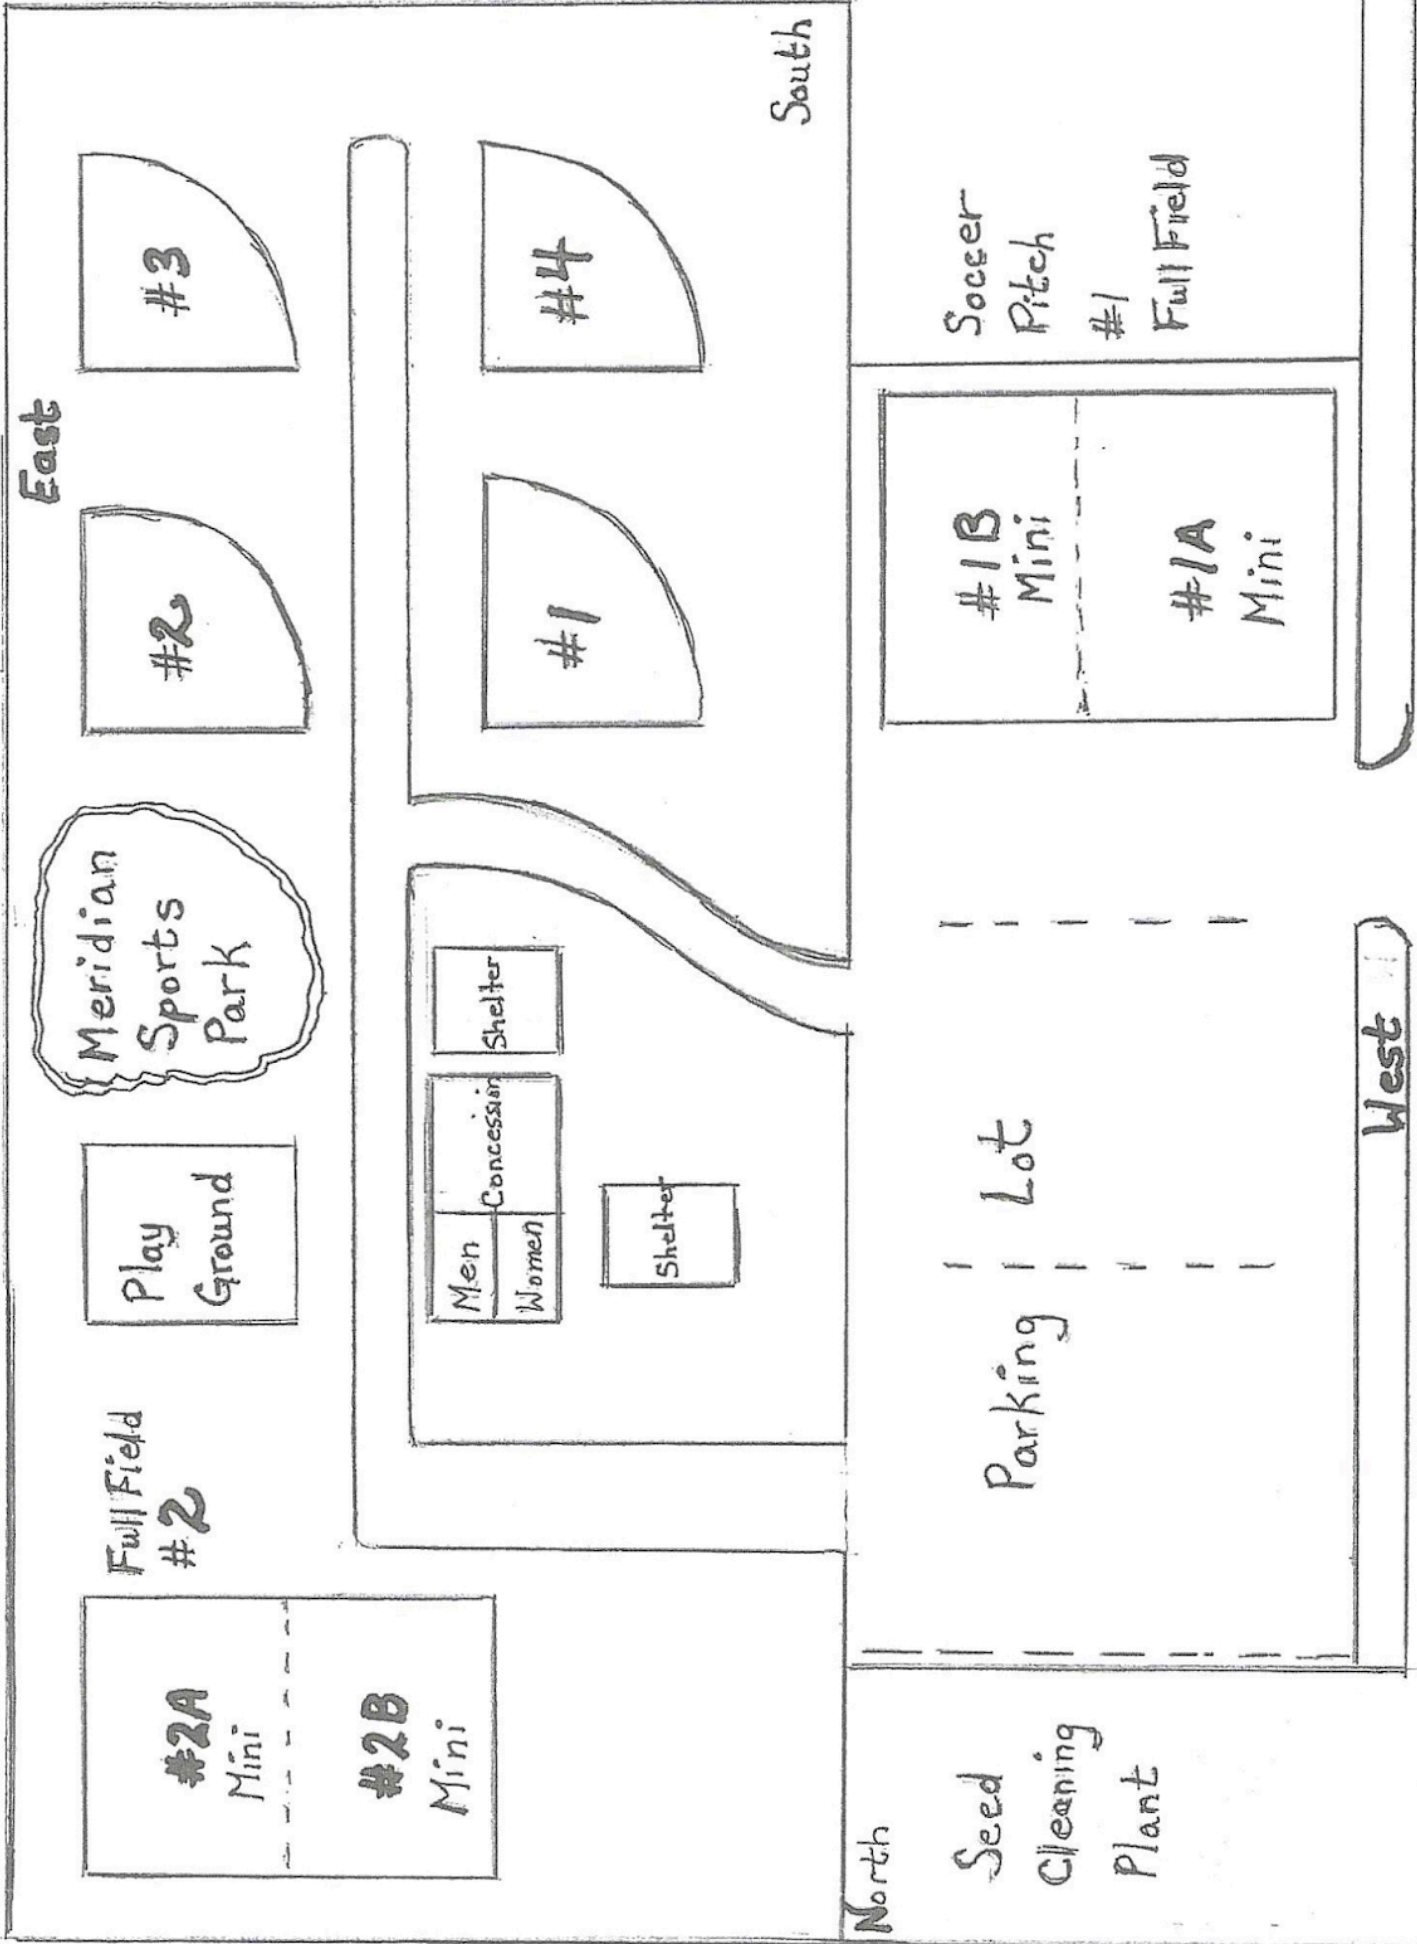 East
Full Field
#2
Play
Ground
Meridian
Sports
Park
#2
#3
#2A
Mini
#2B
Mini
Men
Women
Concession
Shelter
Shelter
#1
#4
North
South
Seed
Cleaning
Plant
Parking Lot
#1B
Mini
#1A
Mini
Soccer
Pitch
#1
Full Field
West